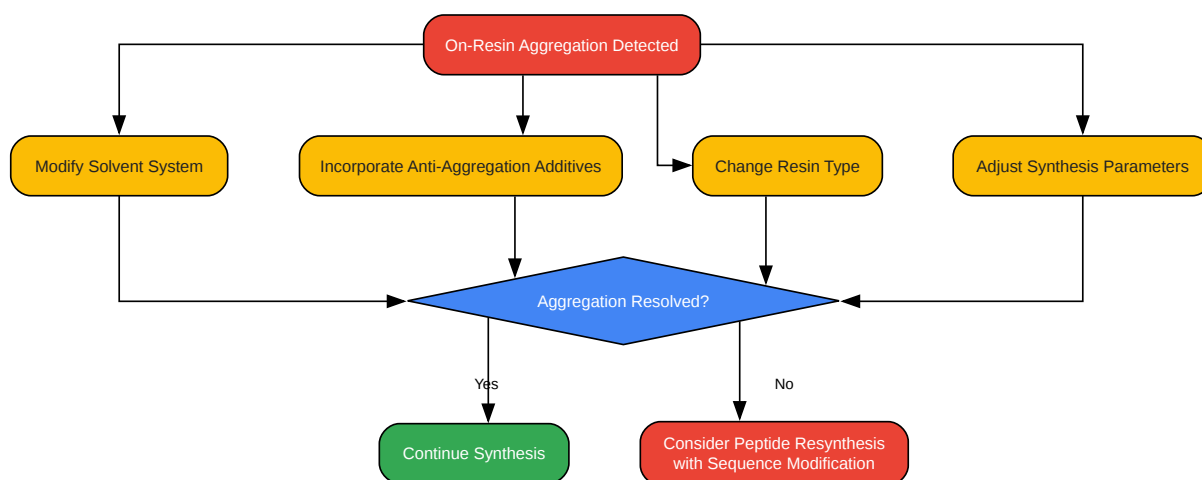 On-Resin Aggregation Detected
Modify Solvent System
Incorporate Anti-Aggregation Additives
Change Resin Type
Adjust Synthesis Parameters
Aggregation Resolved?
Yes
No
Continue Synthesis
Consider Peptide Resynthesis
with Sequence Modification